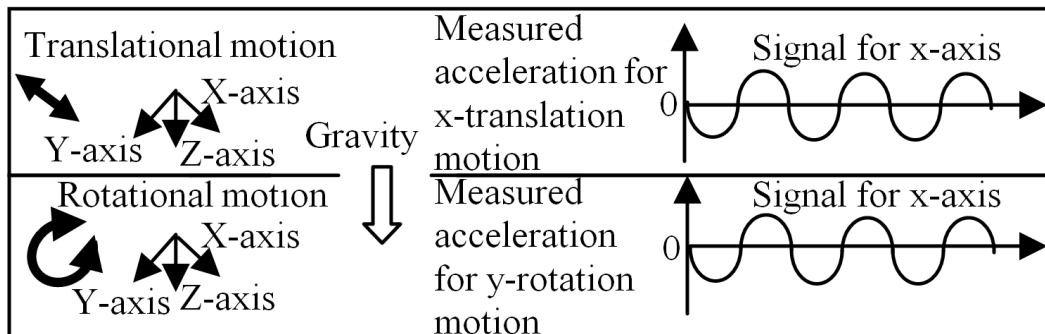 Translational motion
X-axis
Y-axis
Z-axis
Gravity
Measured
acceleration for
x-translation
motion
Signal for x-axis
0
Rotational motion
X-axis
Y-axis
Z-axis
Measured
acceleration
for y-rotation
motion
Signal for x-axis
0